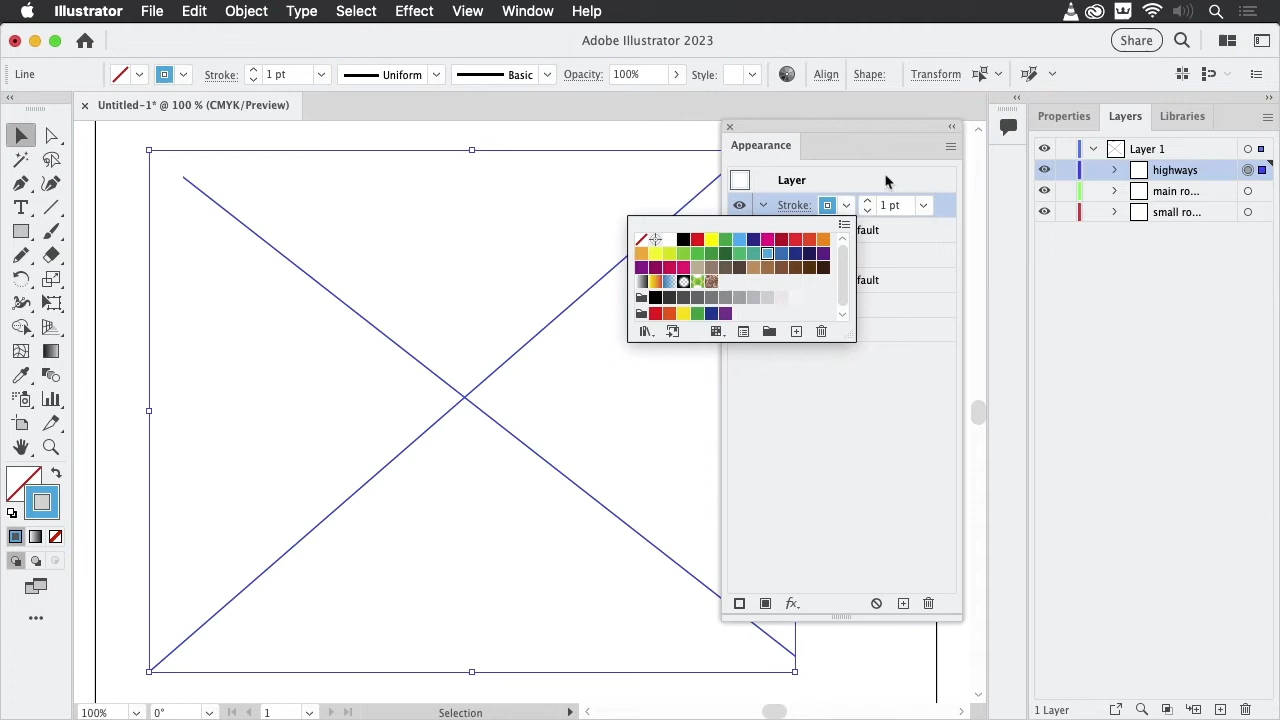 Illustrator File Edit Object Type Select Effect View Window Help
Adobe Illustrator 2023
Share
Line
Stroke: 1 pt
Uniform
Basic
Opacity: 100%
Style:
Align
Shape:
Transform
Untitled-1* @ 100 % (CMYK/Preview)
Properties
Layers
Libraries
Appearance
Layer
Stroke: 1 pt
fault
fault
fx
Layer 1
highways
main ro...
small ro...
100%
0°
1
Selection
1 Layer